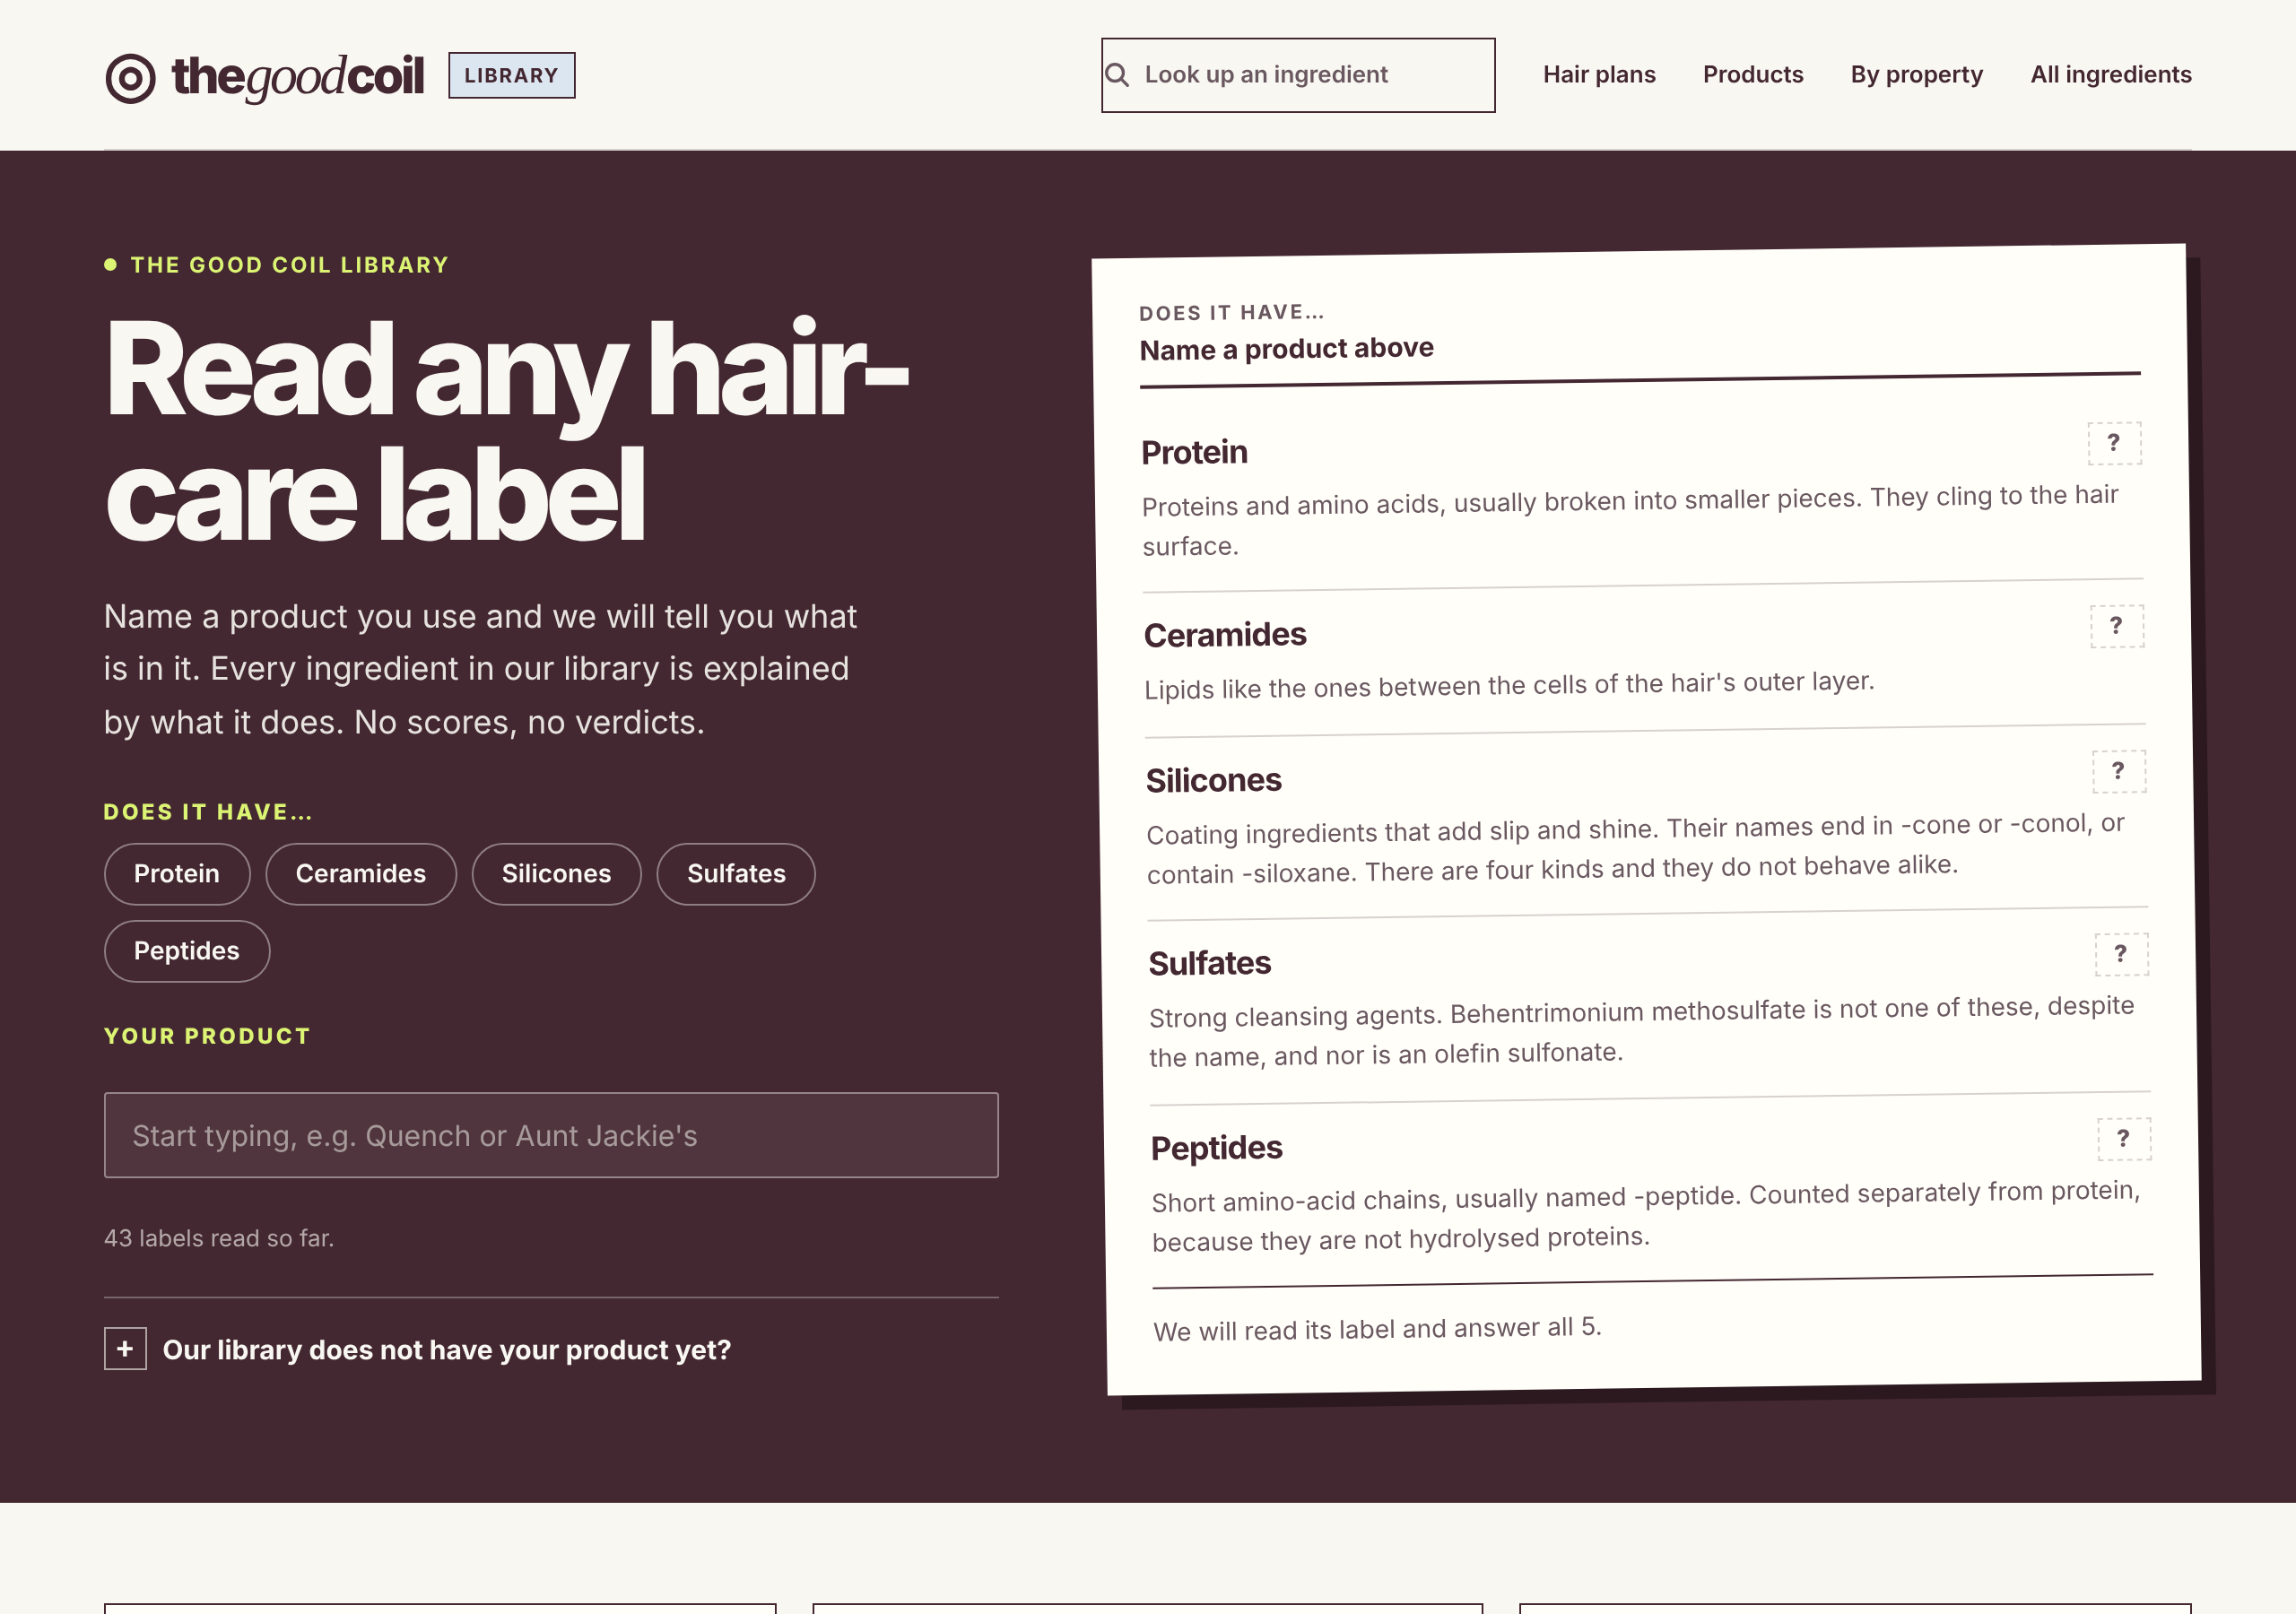 thegoodcoil
LIBRARY
Look up an ingredient
Hair plans
Products
By property
All ingredients
THE GOOD COIL LIBRARY
Read any hair-
care label
Name a product you use and we will tell you what
is in it. Every ingredient in our library is explained
by what it does. No scores, no verdicts.
DOES IT HAVE…
Protein
Ceramides
Silicones
Sulfates
Peptides
YOUR PRODUCT
Start typing, e.g. Quench or Aunt Jackie's
43 labels read so far.
+ Our library does not have your product yet?
DOES IT HAVE…
Name a product above
Protein
?
Proteins and amino acids, usually broken into smaller pieces. They cling to the hair
surface.
Ceramides
?
Lipids like the ones between the cells of the hair's outer layer.
Silicones
?
Coating ingredients that add slip and shine. Their names end in -cone or -conol, or
contain -siloxane. There are four kinds and they do not behave alike.
Sulfates
?
Strong cleansing agents. Behentrimonium methosulfate is not one of these, despite
the name, and nor is an olefin sulfonate.
Peptides
?
Short amino-acid chains, usually named -peptide. Counted separately from protein,
because they are not hydrolysed proteins.
We will read its label and answer all 5.